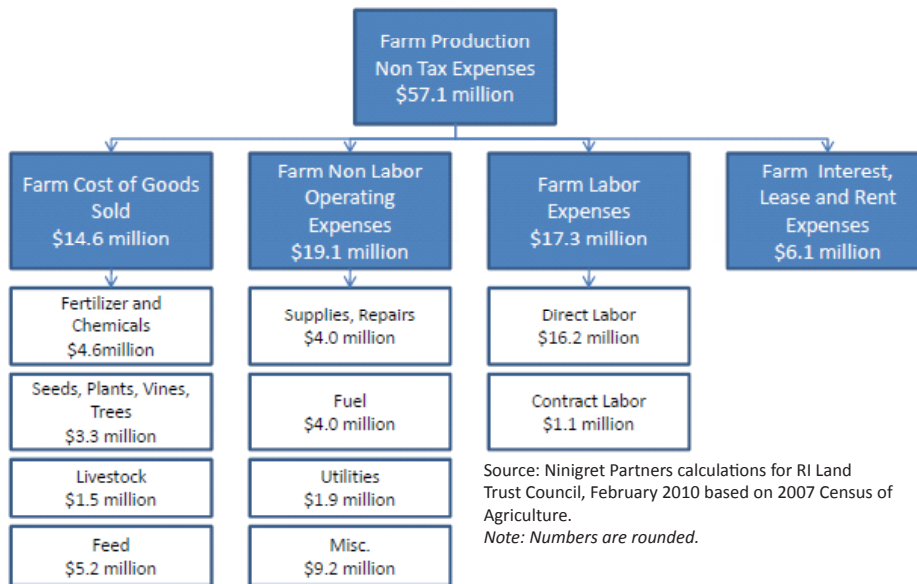 Farm Production
Non Tax Expenses
$57.1 million
Farm Cost of Goods
Sold
$14.6 million
Farm Non Labor
Operating
Expenses
$19.1 million
Farm Labor
Expenses
$17.3 million
Farm Interest,
Lease and Rent
Expenses
$6.1 million
Fertilizer and
Chemicals
$4.6million
Seeds, Plants, Vines,
Trees
$3.3 million
Livestock
$1.5 million
Feed
$5.2 million
Supplies, Repairs
$4.0 million
Fuel
$4.0 million
Utilities
$1.9 million
Misc.
$9.2 million
Direct Labor
$16.2 million
Contract Labor
$1.1 million
Source: Ninigret Partners calculations for RI Land
Trust Council, February 2010 based on 2007 Census of
Agriculture.
Note: Numbers are rounded.